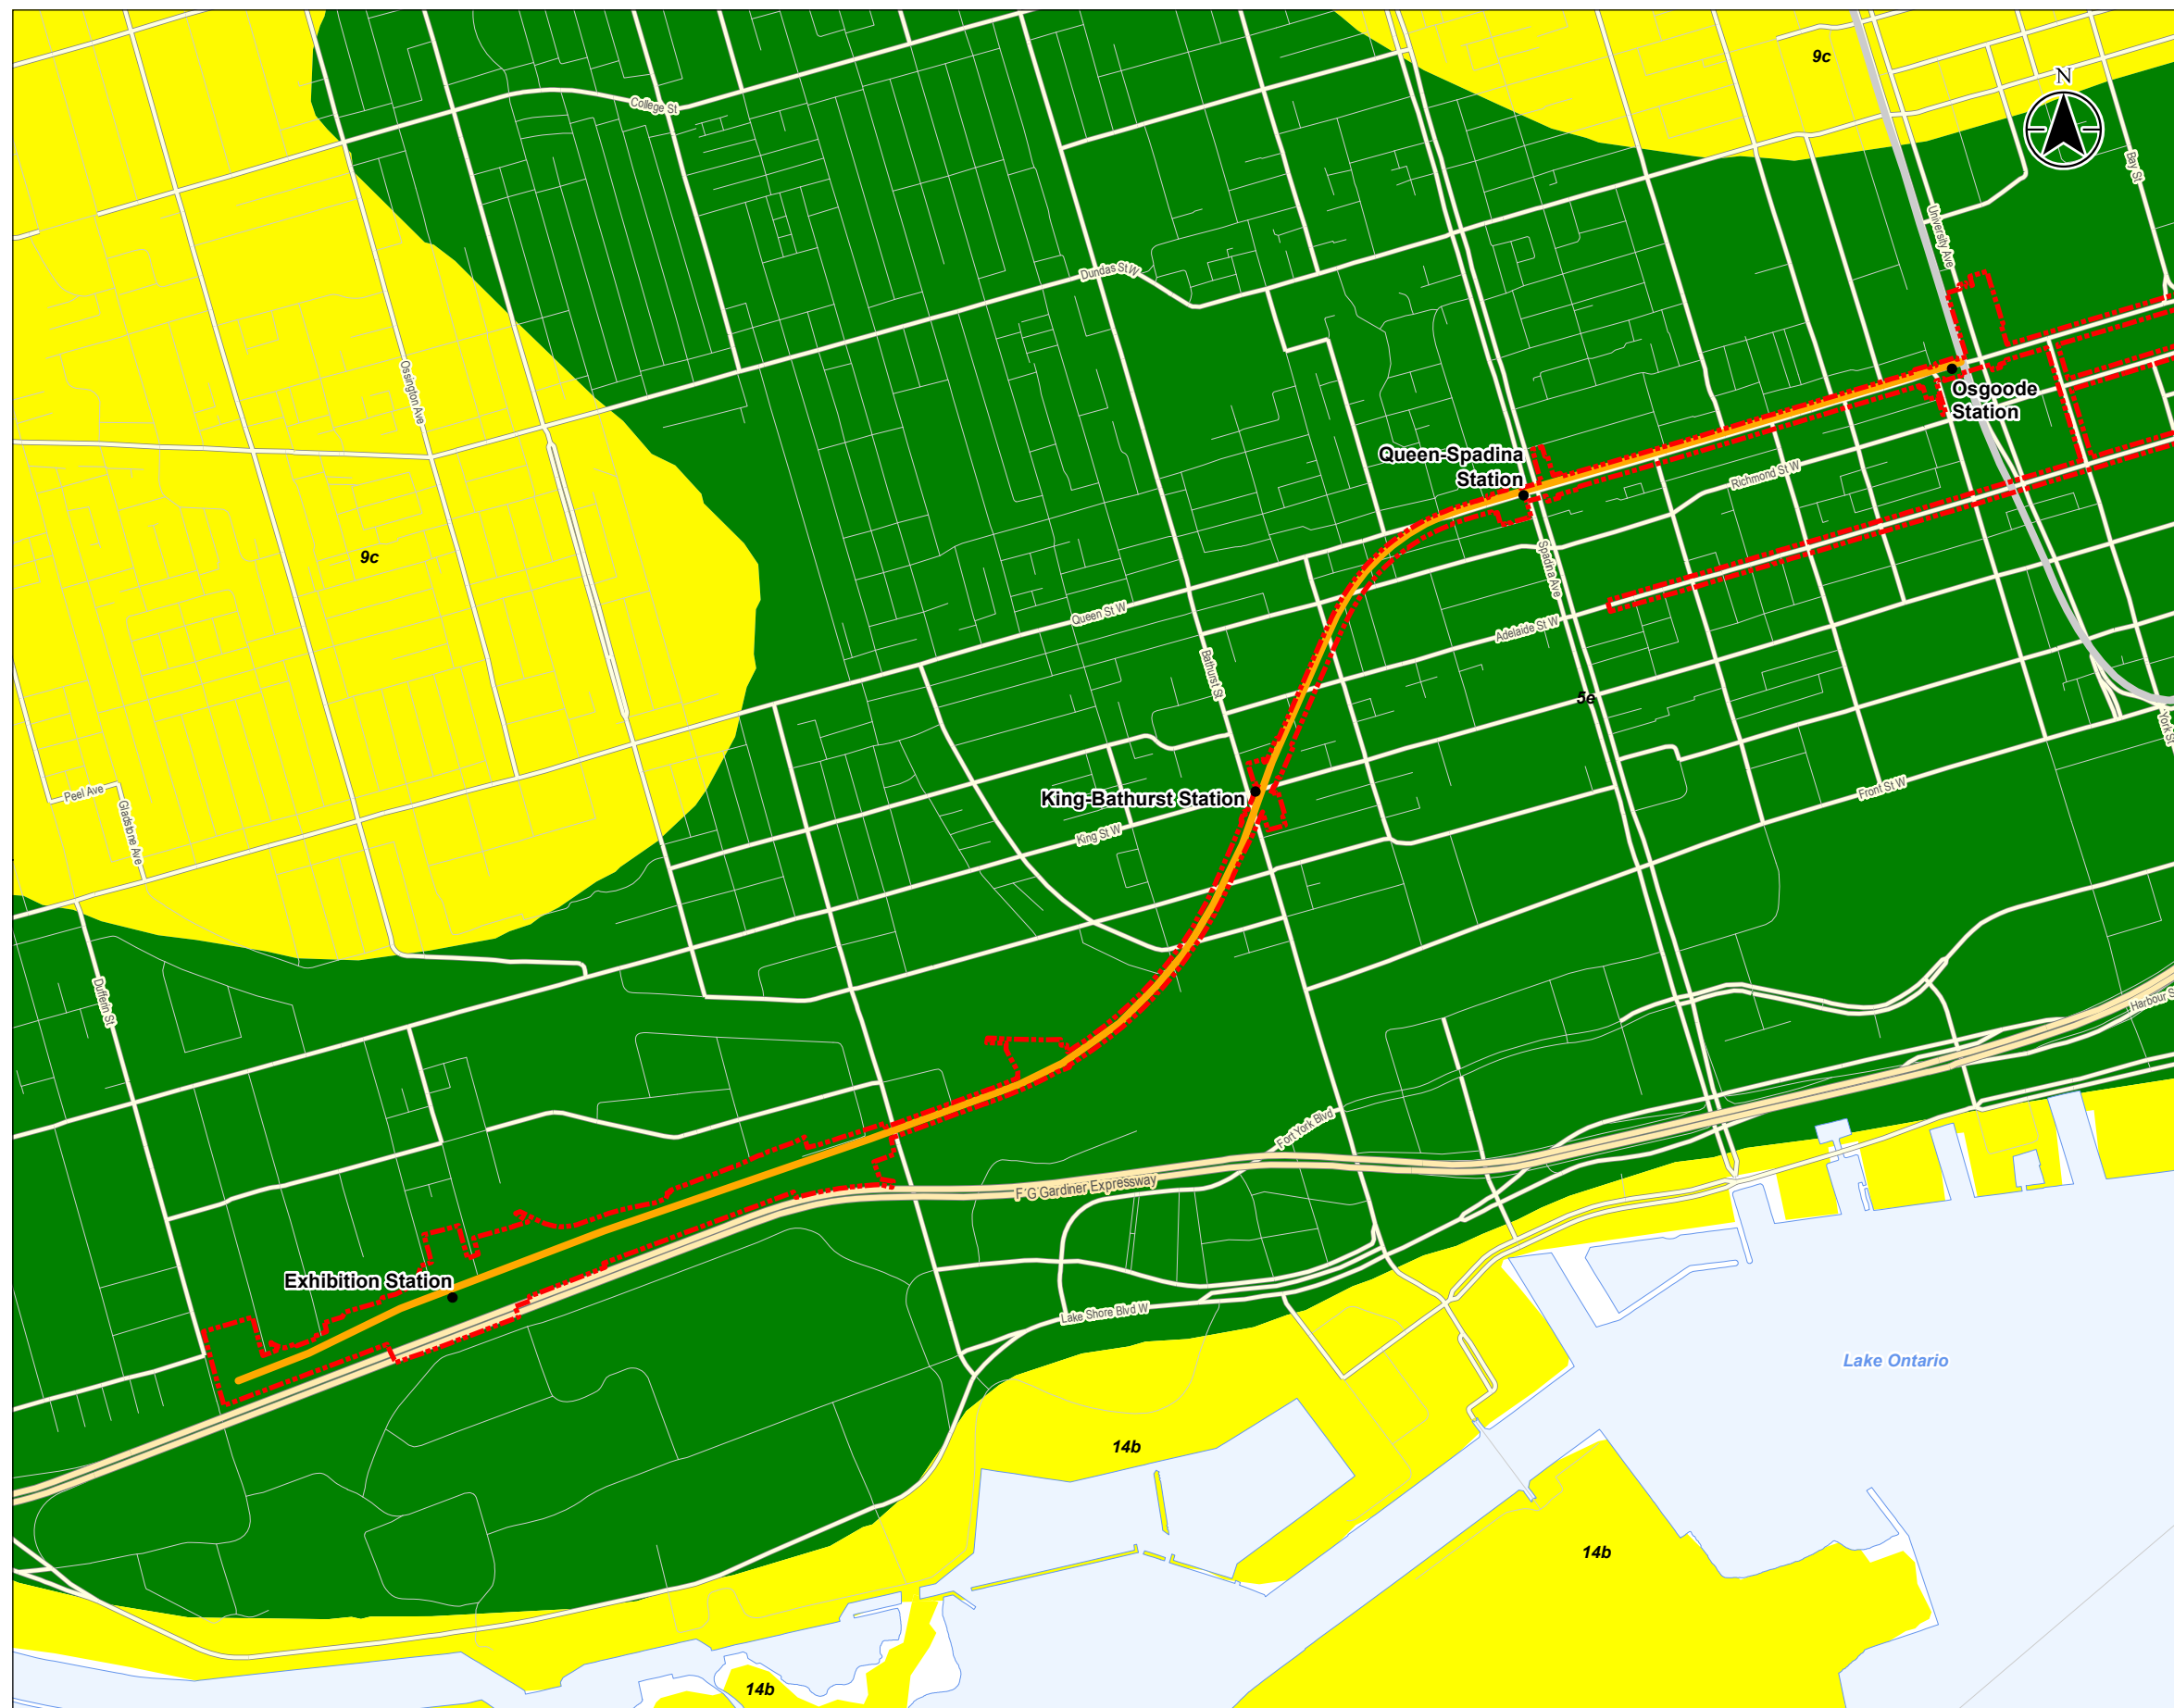 9c
N
College St
Bay St
University Ave
Dundas St W
Ossington Ave
Osgoode
Station
Queen-Spadina
Station
Richmond St W
9c
Spadina Ave
Queen St W
Adelaide St W
Bathurst St
5e
York St
Peel Ave
Gladstone Ave
King-Bathurst Station
King St W
Front St W
Dufferin St
Harbour S
Fort York Blvd
F G Gardiner Expressway
Exhibition Station
Lake Shore Blvd W
Lake Ontario
14b
14b
14b